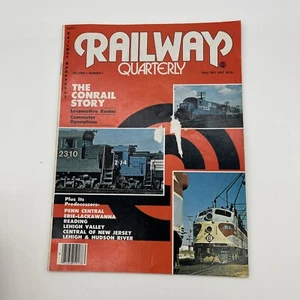 RAILWAY
QUARTERLY
THE
CONRAIL
STORY
Locomotive Roster
Commuter
Operations
2310
Plus Its
Predecessors:
PENN CENTRAL
ERIE-LACKAWANNA
READING
LEHIGH VALLEY
CENTRAL OF NEW JERSEY
LEHIGH & HUDSON RIVER